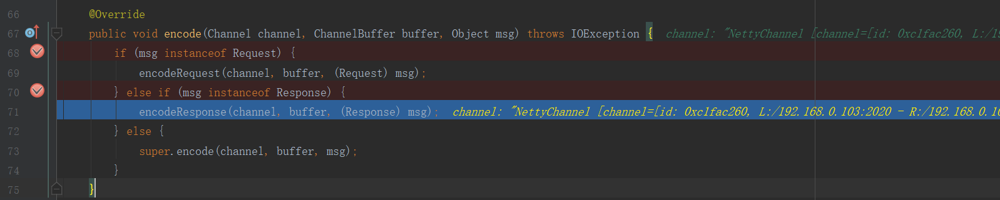 66 @Override
67 public void encode(Channel channel, ChannelBuffer buffer, Object msg) throws IOException { channel: "NettyChannel [channel=[id: 0xc1fac260, L:/19
68 if (msg instanceof Request) {
69 encodeRequest(channel, buffer, (Request) msg);
70 } else if (msg instanceof Response) {
71 encodeResponse(channel, buffer, (Response) msg); channel: "NettyChannel [channel=[id: 0xc1fac260, L:/192.168.0.103:2020 - R:/192.168.0.10
72 } else {
73 super.encode(channel, buffer, msg);
74 }
75 }